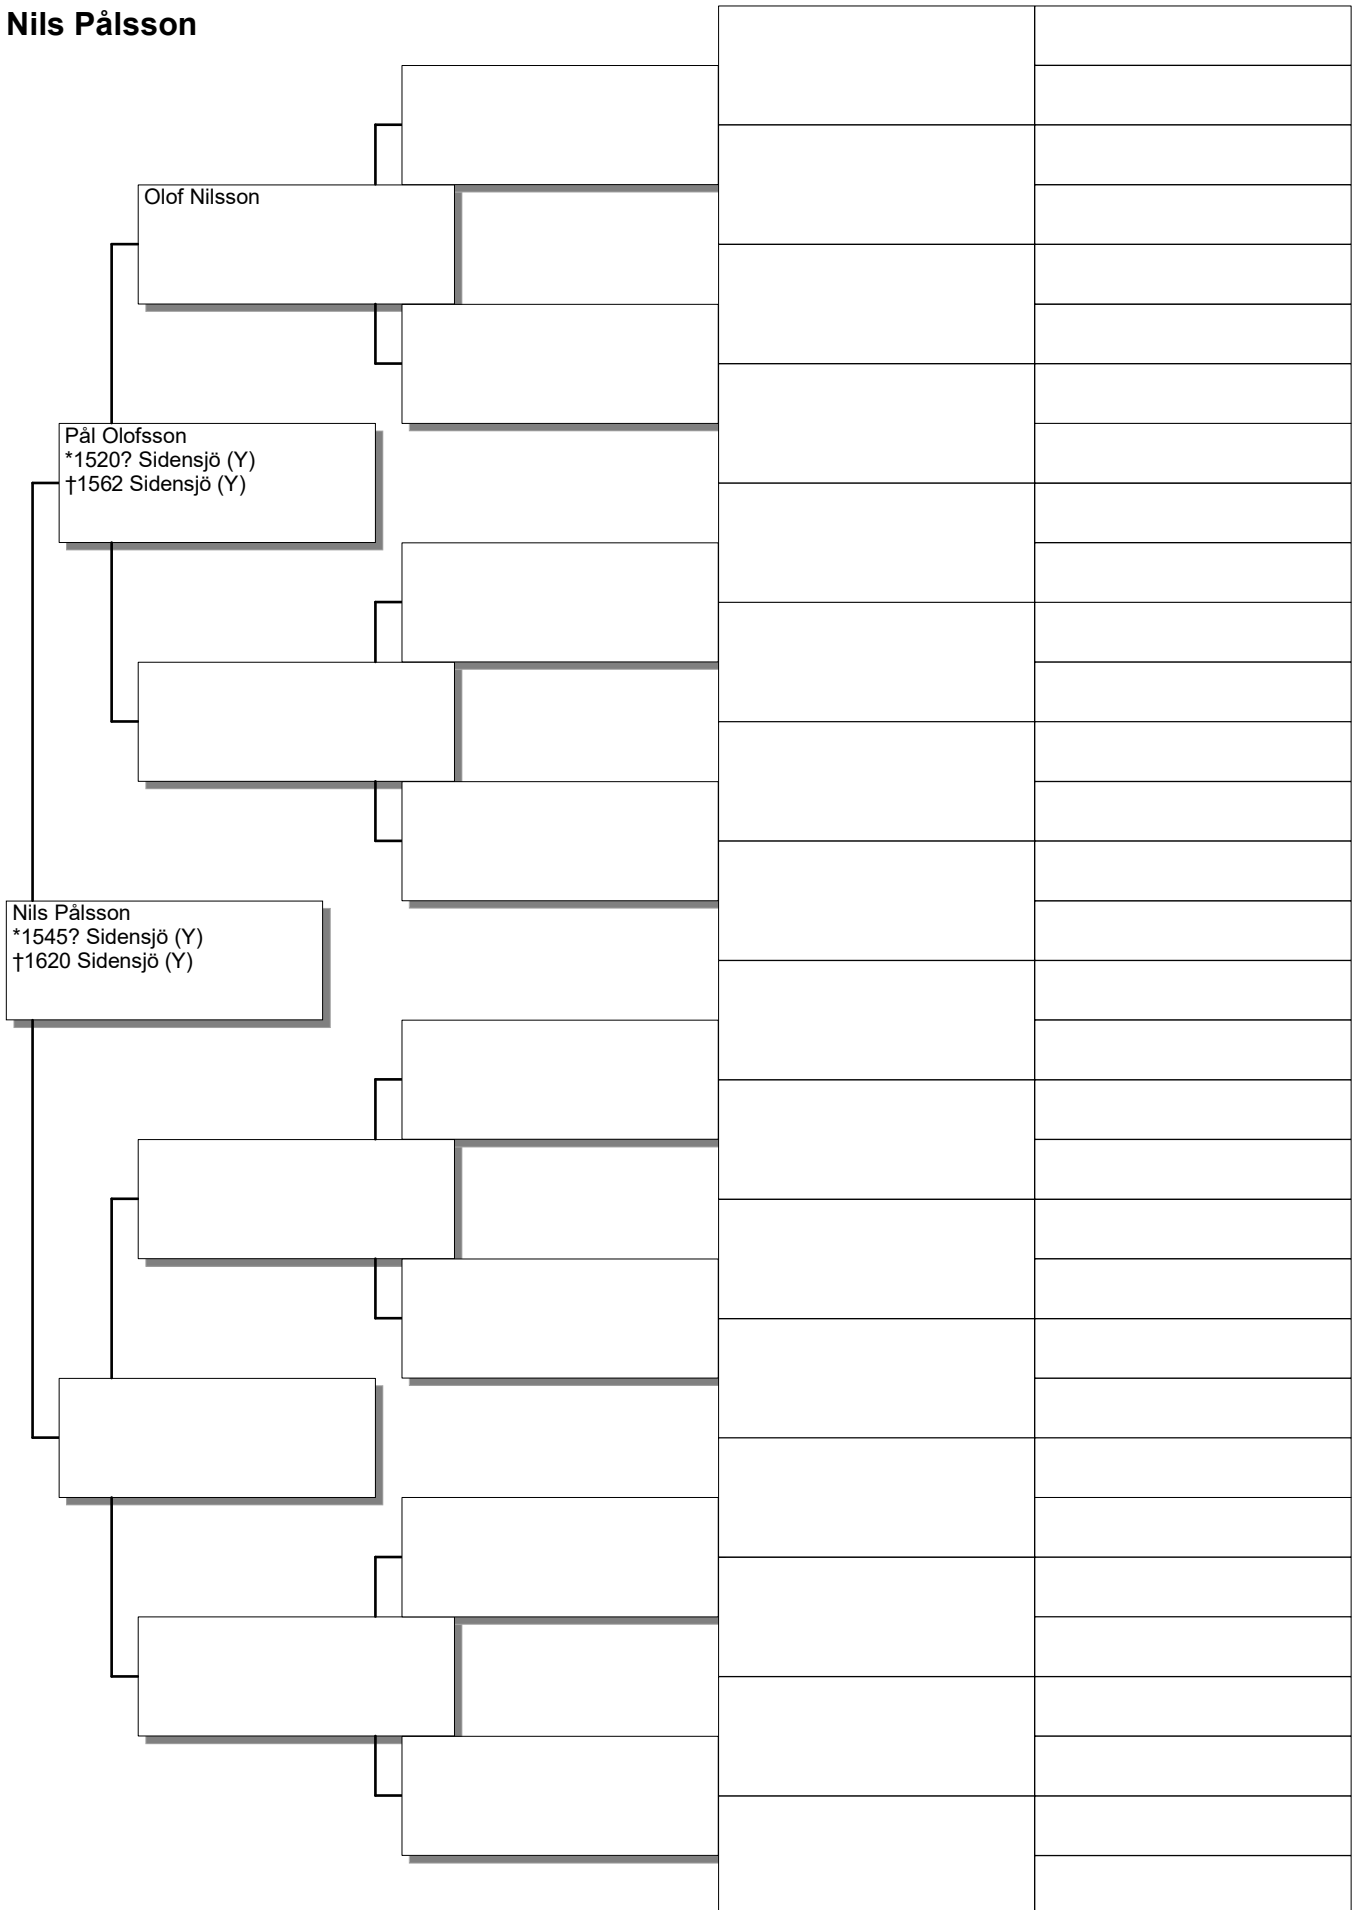 Nils Pålsson
Olof Nilsson
Pål Olofsson
*1520? Sidensjö (Y)
†1562 Sidensjö (Y)
Nils Pålsson
*1545? Sidensjö (Y)
†1620 Sidensjö (Y)